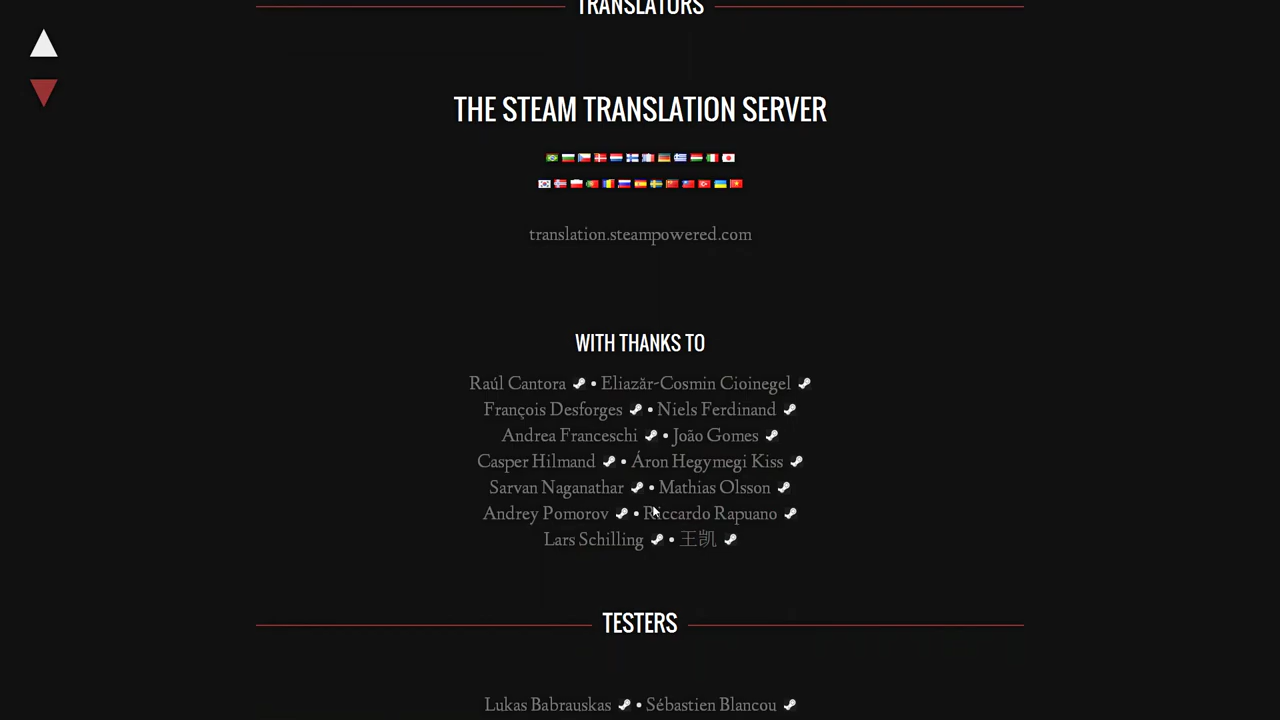 TRANSLATORS
THE STEAM TRANSLATION SERVER
translation.steampowered.com
WITH THANKS TO
Raúl Cantora • Eliazăr-Cosmin Cioinegel
François Desforges • Niels Ferdinand
Andrea Franceschi • João Gomes
Casper Hilmand • Áron Hegymegi Kiss
Sarvan Naganathar • Mathias Olsson
Andrey Pomorov • Riccardo Rapuano
Lars Schilling • 王凯
TESTERS
Lukas Babrauskas • Sébastien Blancou